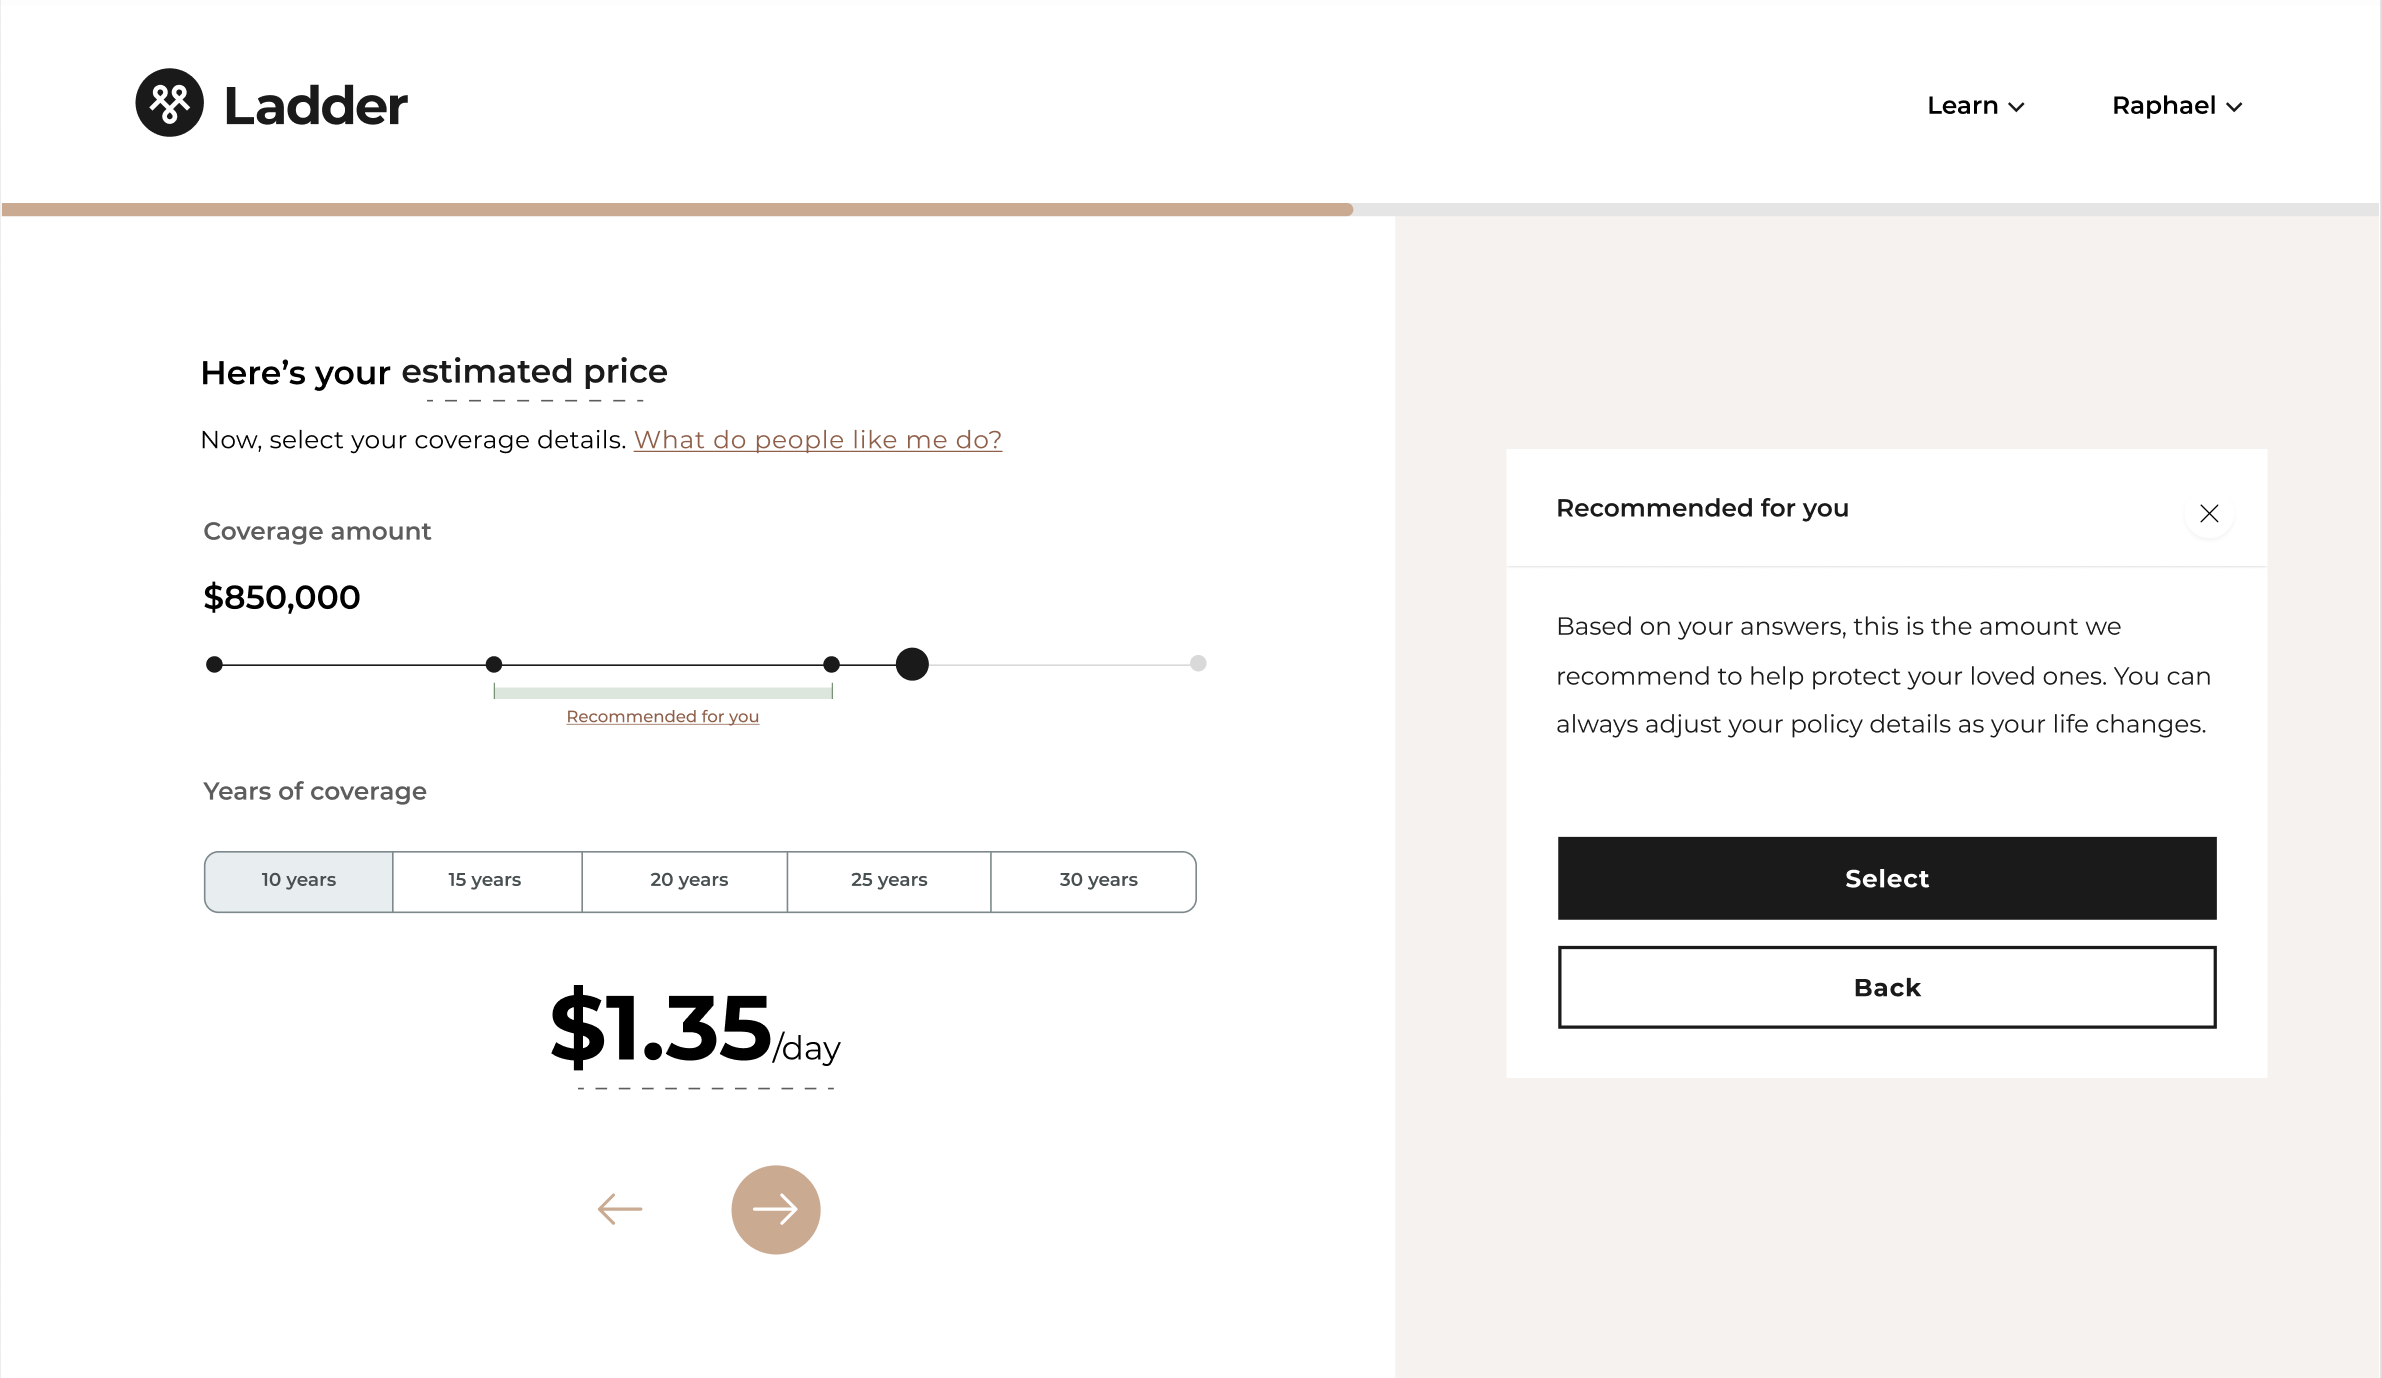 Ladder
Learn
Raphael
Here’s your estimated price
Now, select your coverage details. What do people like me do?
Coverage amount
$850,000
Recommended for you
Years of coverage
10 years
15 years
20 years
25 years
30 years
$1.35/day
Recommended for you
Based on your answers, this is the amount we
recommend to help protect your loved ones. You can
always adjust your policy details as your life changes.
Select
Back